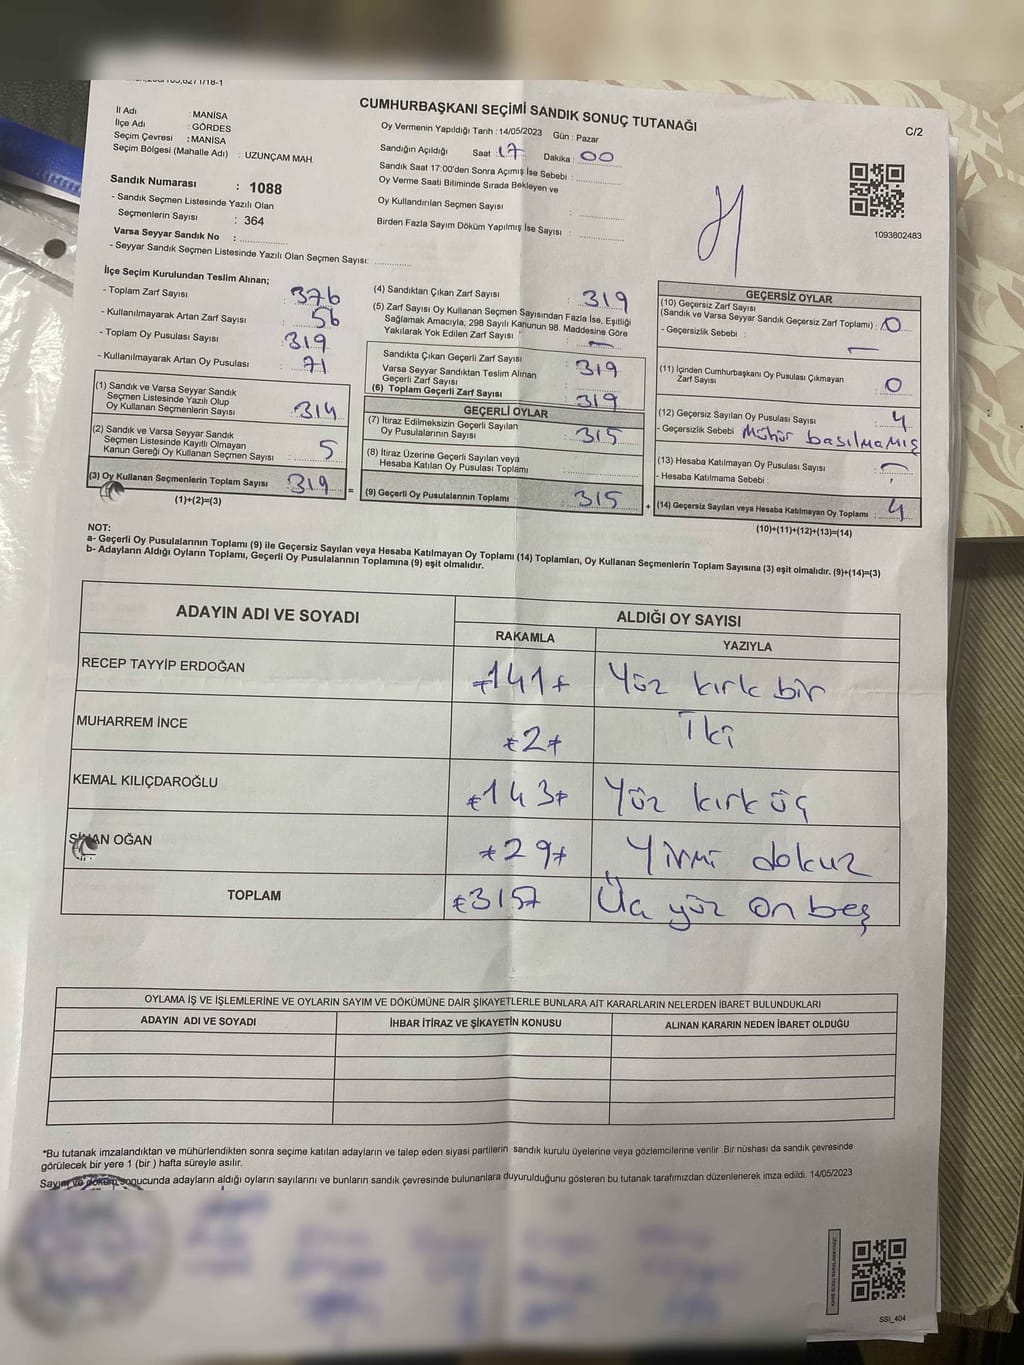 CUMHURBAŞKANI SEÇİMİ SANDIK SONUÇ TUTANAĞI
C/2
İl Adı : MANİSA
İlçe Adı : GÖRDES
Seçim Çevresi : MANİSA
Seçim Bölgesi (Mahalle Adı) : UZUNÇAM MAH.
Sandık Numarası : 1088
- Sandık Seçmen Listesinde Yazılı Olan
Seçmenlerin Sayısı : 364
Varsa Seyyar Sandık No :
- Seyyar Sandık Seçmen Listesinde Yazılı Olan Seçmen Sayısı:
Oy Vermenin Yapıldığı Tarih : 14/05/2023 Gün : Pazar
Sandığın Açıldığı Saat : 17 Dakika : 00
Sandık Saat 17:00'den Sonra Açımış İse Sebebi :
Oy Verme Saati Bitiminde Sırada Bekleyen ve
Oy Kullandırılan Seçmen Sayısı :
Birden Fazla Sayım Döküm Yapılmış İse Sayısı :
1093802483
İlçe Seçim Kurulundan Teslim Alınan;
- Toplam Zarf Sayısı : 376
- Kullanılmayarak Artan Zarf Sayısı : 56
- Toplam Oy Pusulası Sayısı : 319
- Kullanılmayarak Artan Oy Pusulası : 71
(1) Sandık ve Varsa Seyyar Sandık
Seçmen Listesinde Yazılı Olup
Oy Kullanan Seçmenlerin Sayısı : 314
(2) Sandık ve Varsa Seyyar Sandık
Seçmen Listesinde Kayıtlı Olmayan
Kanun Gereği Oy Kullanan Seçmen Sayısı : 5
(3) Oy Kullanan Seçmenlerin Toplam Sayısı : 319 =
(1)+(2)=(3)
(4) Sandıktan Çıkan Zarf Sayısı : 319
(5) Zarf Sayısı Oy Kullanan Seçmen Sayısından Fazla İse, Eşitliği
Sağlamak Amacıyla, 298 Sayılı Kanunun 98. Maddesine Göre
Yakılarak Yok Edilen Zarf Sayısı : —
Sandıkta Çıkan Geçerli Zarf Sayısı : 319
Varsa Seyyar Sandıktan Teslim Alınan
Geçerli Zarf Sayısı :
(6) Toplam Geçerli Zarf Sayısı : 319
GEÇERLİ OYLAR
(7) İtiraz Edilmeksizin Geçerli Sayılan
Oy Pusulalarının Sayısı : 315
(8) İtiraz Üzerine Geçerli Sayılan veya
Hesaba Katılan Oy Pusulası Toplamı :
(9) Geçerli Oy Pusulalarının Toplamı : 315 +
GEÇERSİZ OYLAR
(10) Geçersiz Zarf Sayısı
(Sandık ve Varsa Seyyar Sandık Geçersiz Zarf Toplamı) : 0
- Geçersizlik Sebebi : —
(11) İçinden Cumhurbaşkanı Oy Pusulası Çıkmayan
Zarf Sayısı : 0
(12) Geçersiz Sayılan Oy Pusulası Sayısı : 4
- Geçersizlik Sebebi : Mühür basılmamış
(13) Hesaba Katılmayan Oy Pusulası Sayısı : —
- Hesaba Katılmama Sebebi :
(14) Geçersiz Sayılan veya Hesaba Katılmayan Oy Toplamı : 4
(10)+(11)+(12)+(13)=(14)
NOT:
a- Geçerli Oy Pusulalarının Toplamı (9) ile Geçersiz Sayılan veya Hesaba Katılmayan Oy Toplamı (14) Toplamları, Oy Kullanan Seçmenlerin Toplam Sayısına (3) eşit olmalıdır. (9)+(14)=(3)
b- Adayların Aldığı Oyların Toplamı, Geçerli Oy Pusulalarının Toplamına (9) eşit olmalıdır.
ADAYIN ADI VE SOYADI
ALDIĞI OY SAYISI
RAKAMLA YAZIYLA
RECEP TAYYİP ERDOĞAN 141 Yüz kırk bir
MUHARREM İNCE 2 İki
KEMAL KILIÇDAROĞLU 143 Yüz kırk üç
SİNAN OĞAN 29 Yirmi dokuz
TOPLAM 315 Üç yüz on beş
OYLAMA İŞ VE İŞLEMLERİNE VE OYLARIN SAYIM VE DÖKÜMÜNE DAİR ŞİKAYETLERLE BUNLARA AİT KARARLARIN NELERDEN İBARET BULUNDUKLARI
ADAYIN ADI VE SOYADI İHBAR İTİRAZ VE ŞİKAYETİN KONUSU ALINAN KARARIN NEDEN İBARET OLDUĞU
*Bu tutanak imzalandıktan ve mühürlendikten sonra seçime katılan adayların ve talep eden siyasi partilerin sandık kurulu üyelerine veya gözlemcilerine verilir .Bir nüshası da sandık çevresinde
görülecek bir yere 1 (bir ) hafta süreyle asılır.
Sayım ve döküm sonucunda adayların aldığı oyların sayılarını ve bunların sandık çevresinde bulunanlara duyurulduğunu gösteren bu tutanak tarafımızdan düzenlenerek imza edildi. 14/05/2023
SSI_404